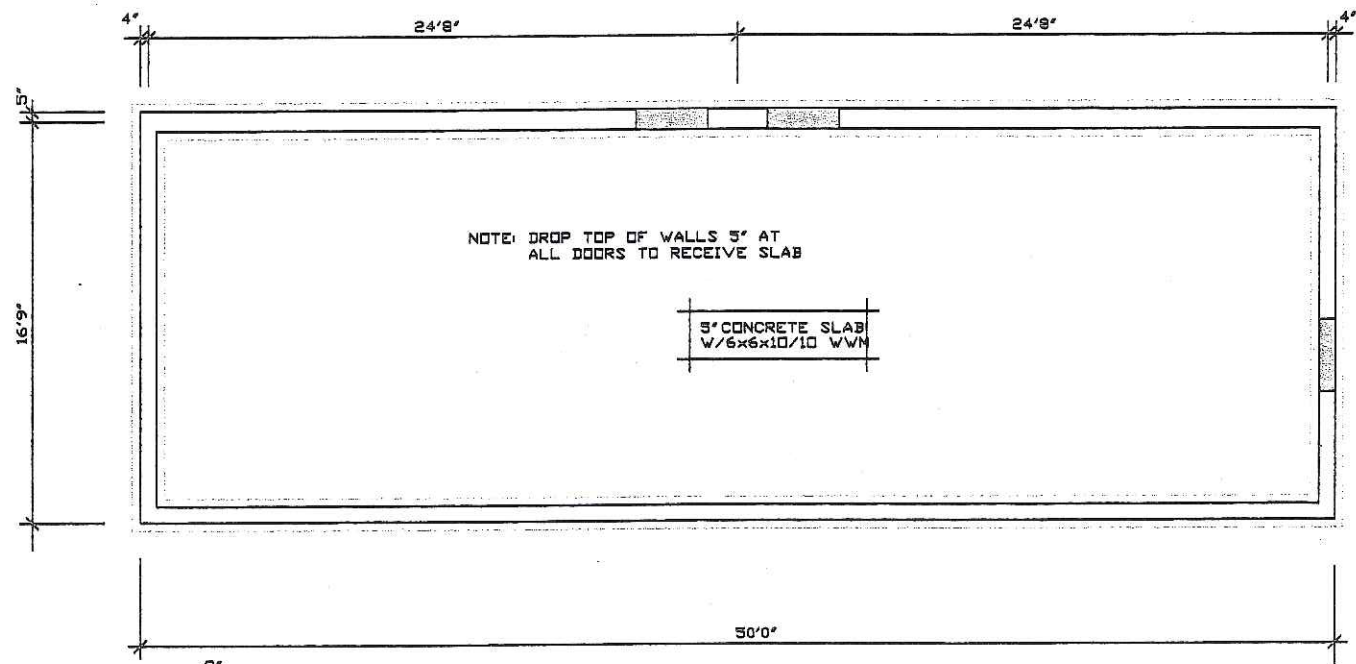 4" 24'8" 24'8" 4"
5"
NOTE: DROP TOP OF WALLS 5" AT
ALL DOORS TO RECEIVE SLAB
16'9"
5" CONCRETE SLAB
W/6x6x10/10 WWM
50'0"